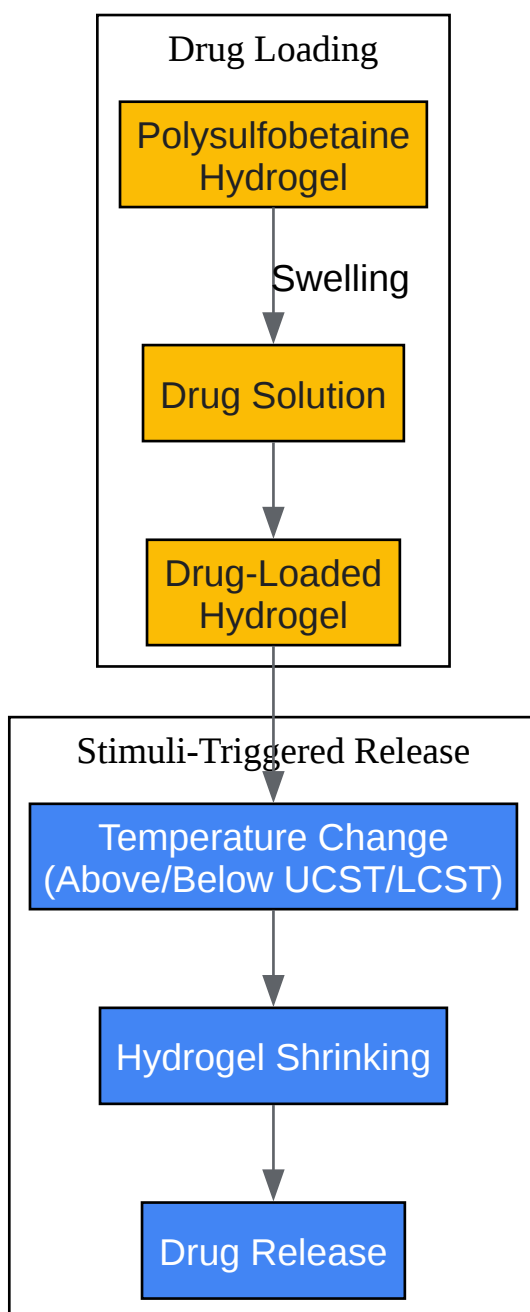 Drug Loading
Polysulfobetaine
Hydrogel
Swelling
Drug Solution
Drug-Loaded
Hydrogel
Stimuli-Triggered Release
Temperature Change
(Above/Below UCST/LCST)
Hydrogel Shrinking
Drug Release